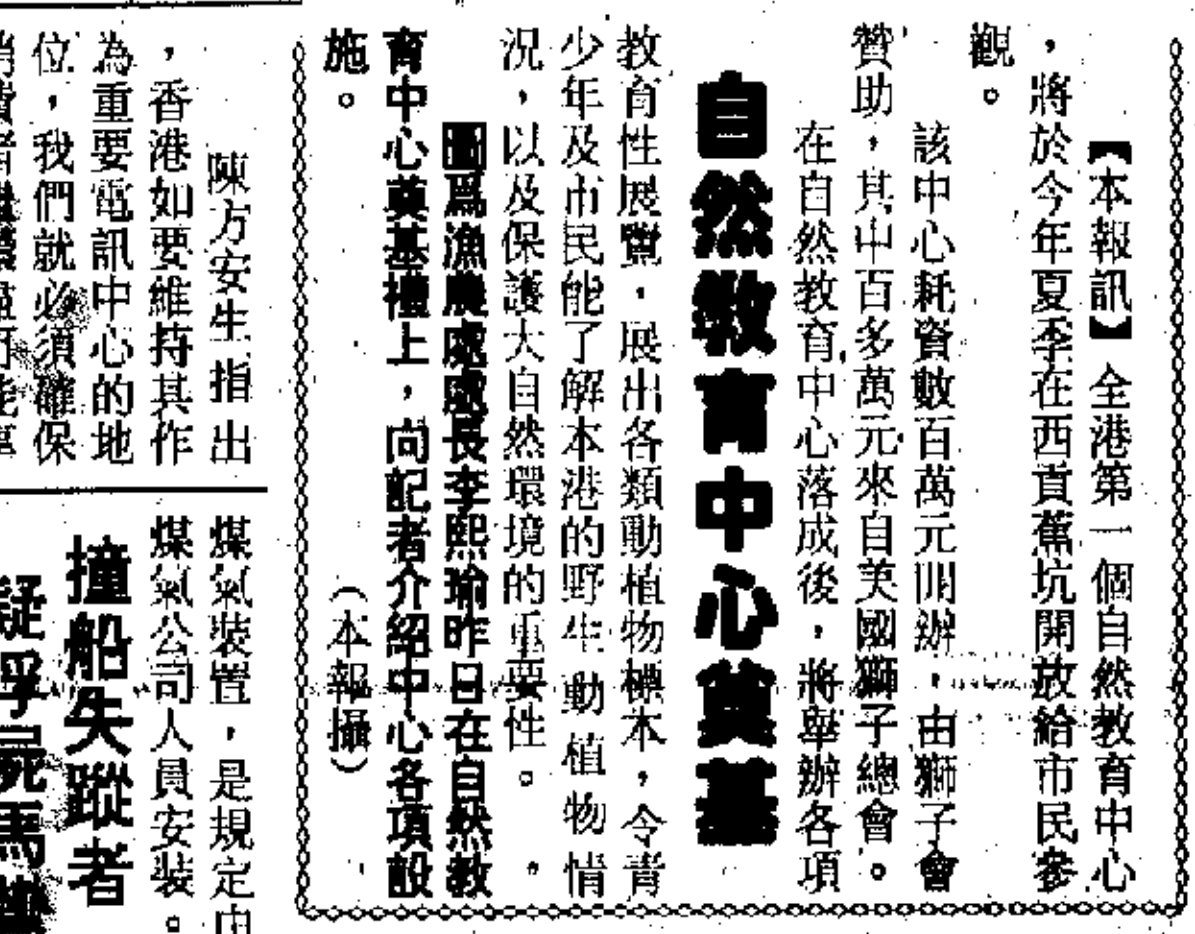 【本報訊】全港第一個自然教育中心
，將於今年夏季在西貢蕉坑開放給市民參
觀。
該中心耗資數百萬元開辦，由獅子會
贊助，其中百多萬元來自美國獅子總會。
在自然教育中心落成後，將舉辦各項
自然教育中心奠基
教育性展覽，展出各類動植物標本，令青
少年及市民能了解本港的野生動植物情
況，以及保護大自然環境的重要性。
圖爲漁農處處長李熙瑜昨日在自然教
育中心奠基禮上，向記者介紹中心各項設
施。（本報攝）
陳方安生指出
，香港如要維持其作
為重要電訊中心的地
位，我們就必須確保
煤氣裝置，是規定由
煤氣公司人員安裝。
撞船失蹤者
疑浮屍馬